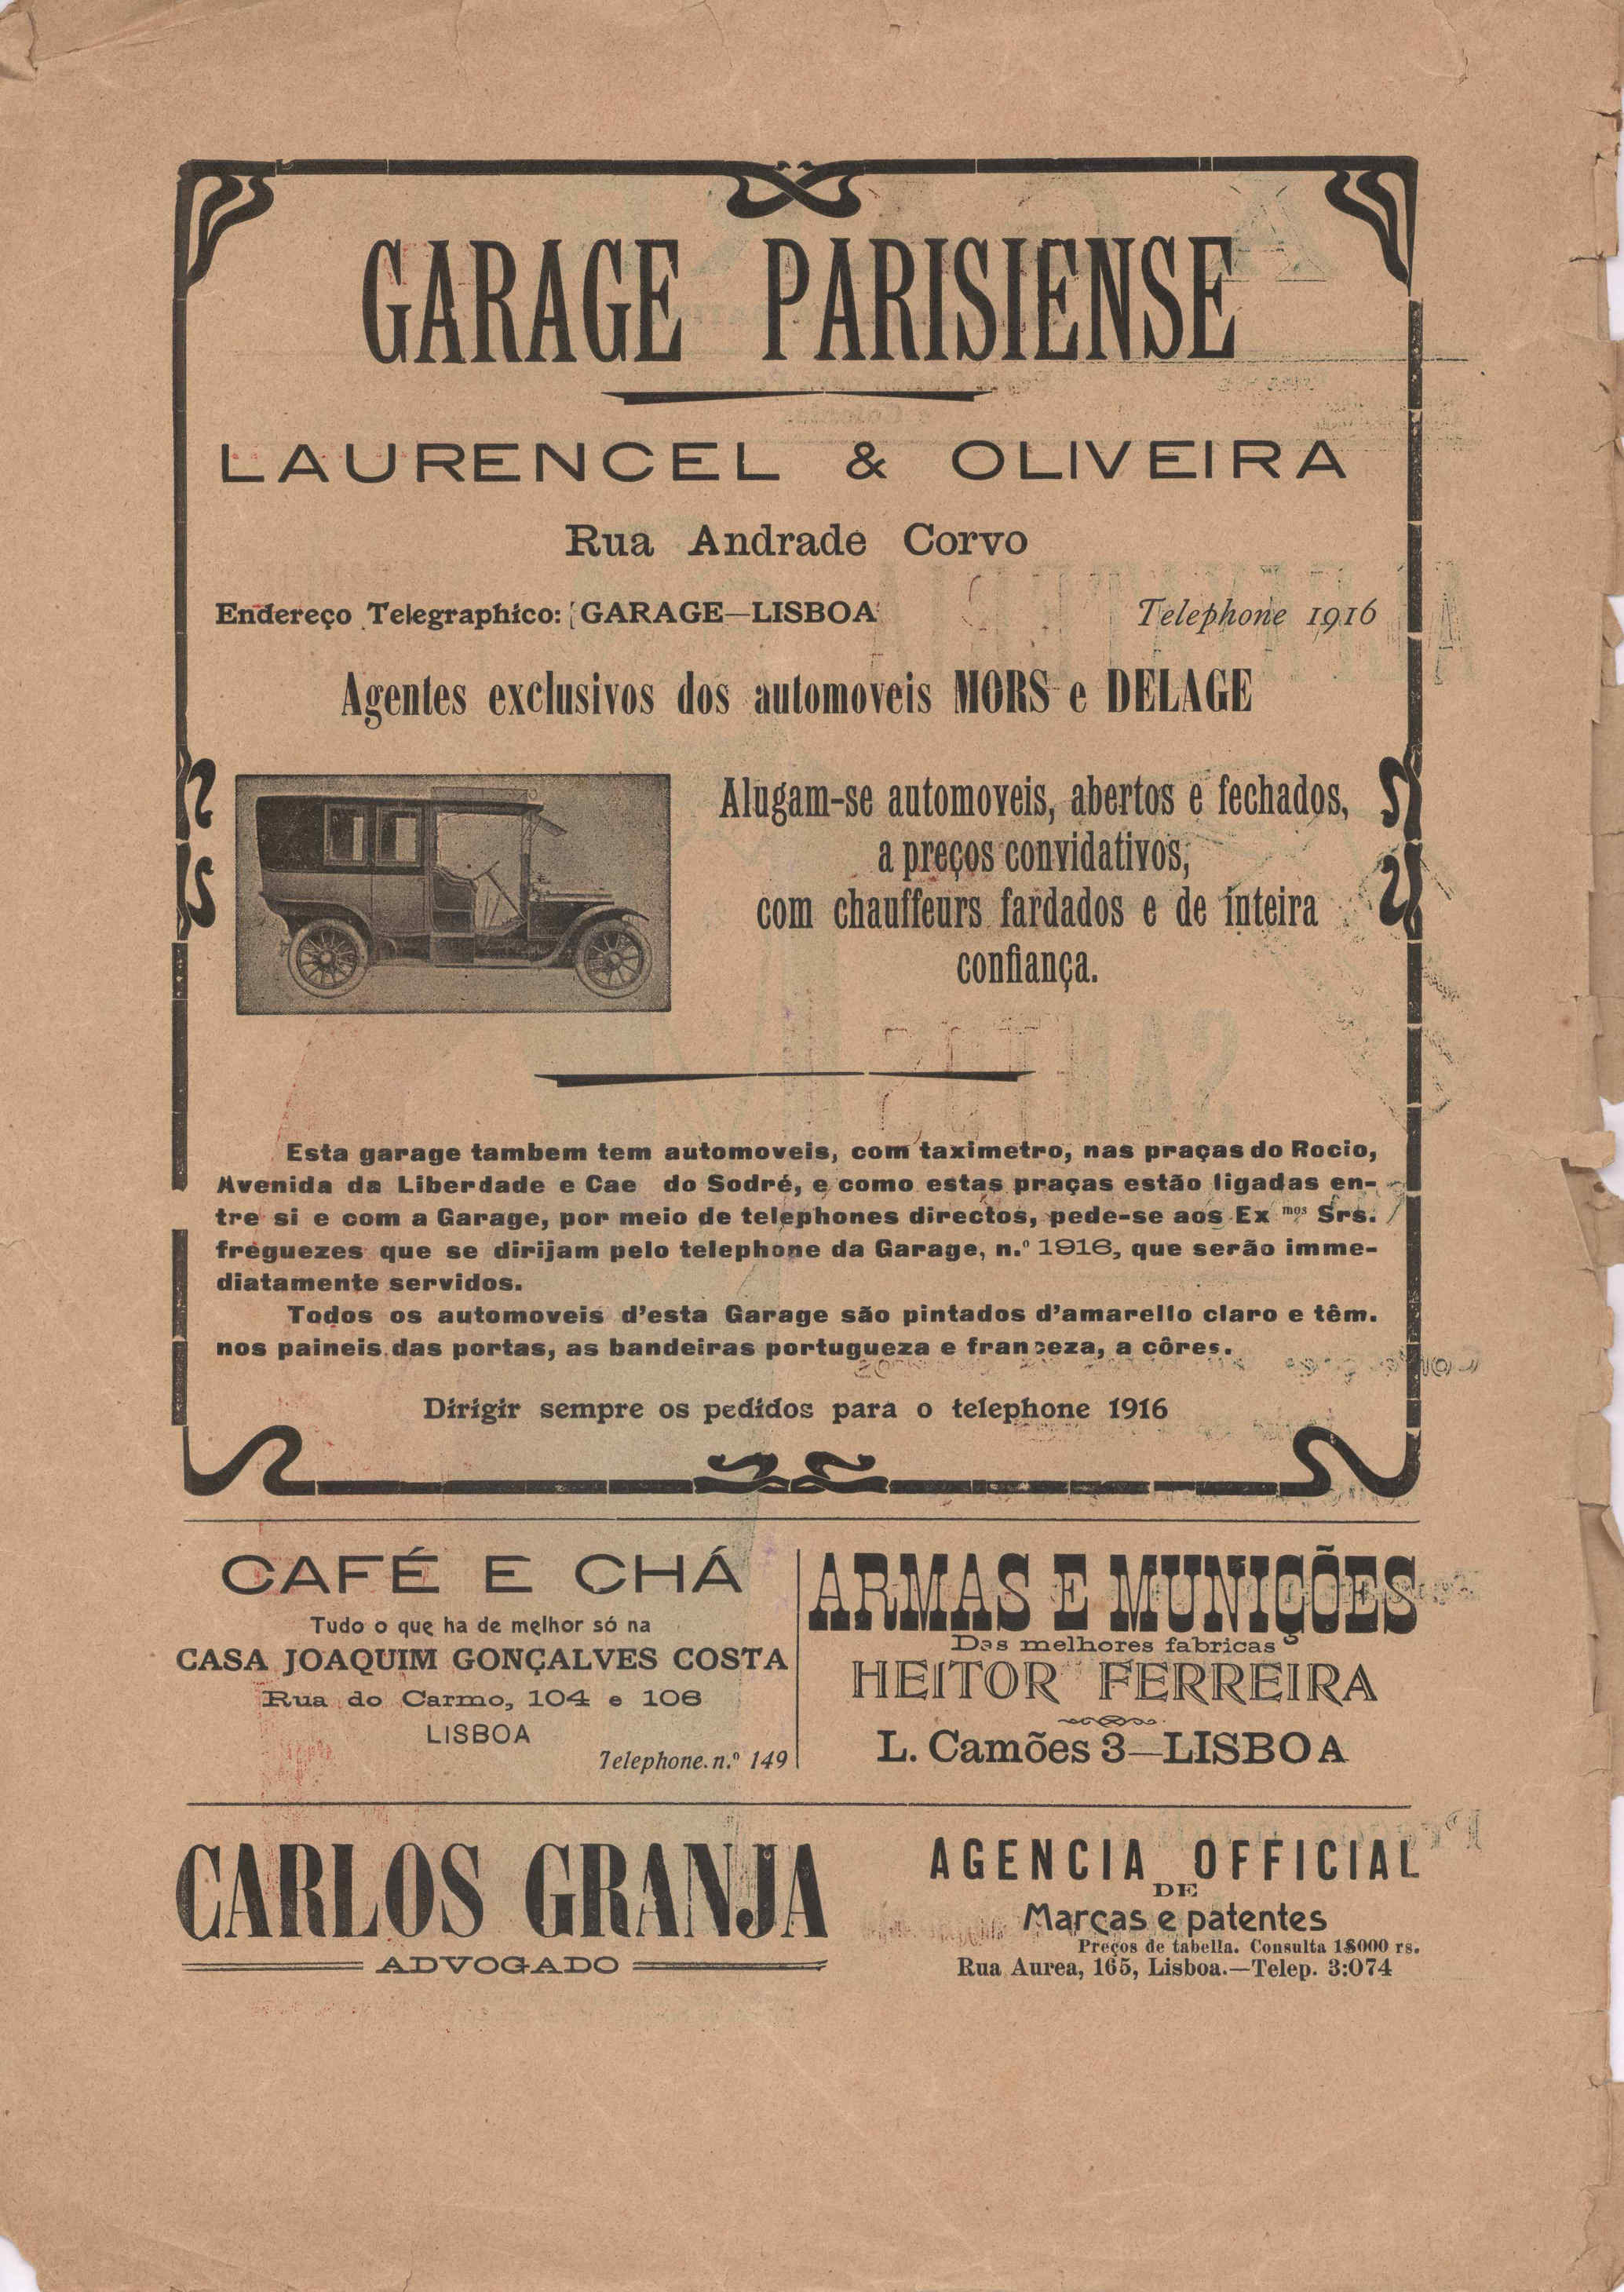 GARAGE PARISIENSE
LAURENCEL & OLIVEIRA
Rua Andrade Corvo
Endereço Telegraphico: GARAGE—LISBOA
Telephone 1916
Agentes exclusivos dos automoveis MORS e DELAGE
Alugam-se automoveis, abertos e fechados,
a preços convidativos,
com chauffeurs fardados e de inteira
confiança.
Esta garage tambem tem automoveis, com taximetro, nas praças do Rocio,
Avenida da Liberdade e Cae do Sodré, e como estas praças estão ligadas en-
tre si e com a Garage, por meio de telephones directos, pede-se aos Ex mos Srs.
freguezes que se dirijam pelo telephone da Garage, n.º 1916, que serão imme-
diatamente servidos.
Todos os automoveis d'esta Garage são pintados d'amarello claro e têm.
nos paineis das portas, as bandeiras portugueza e franceza, a côres.
Dirigir sempre os pedidos para o telephone 1916
CAFÉ E CHÁ
Tudo o que ha de melhor só na
CASA JOAQUIM GONÇALVES COSTA
Rua do Carmo, 104 e 106
LISBOA
Telephone. n.º 149
ARMAS E MUNIÇÕES
Das melhores fabricas
HEITOR FERREIRA
L. Camões 3—LISBOA
CARLOS GRANJA
ADVOGADO
AGENCIA OFFICIAL
DE
Marcas e patentes
Preços de tabella. Consulta 1$000 rs.
Rua Aurea, 165, Lisboa.—Telep. 3:074